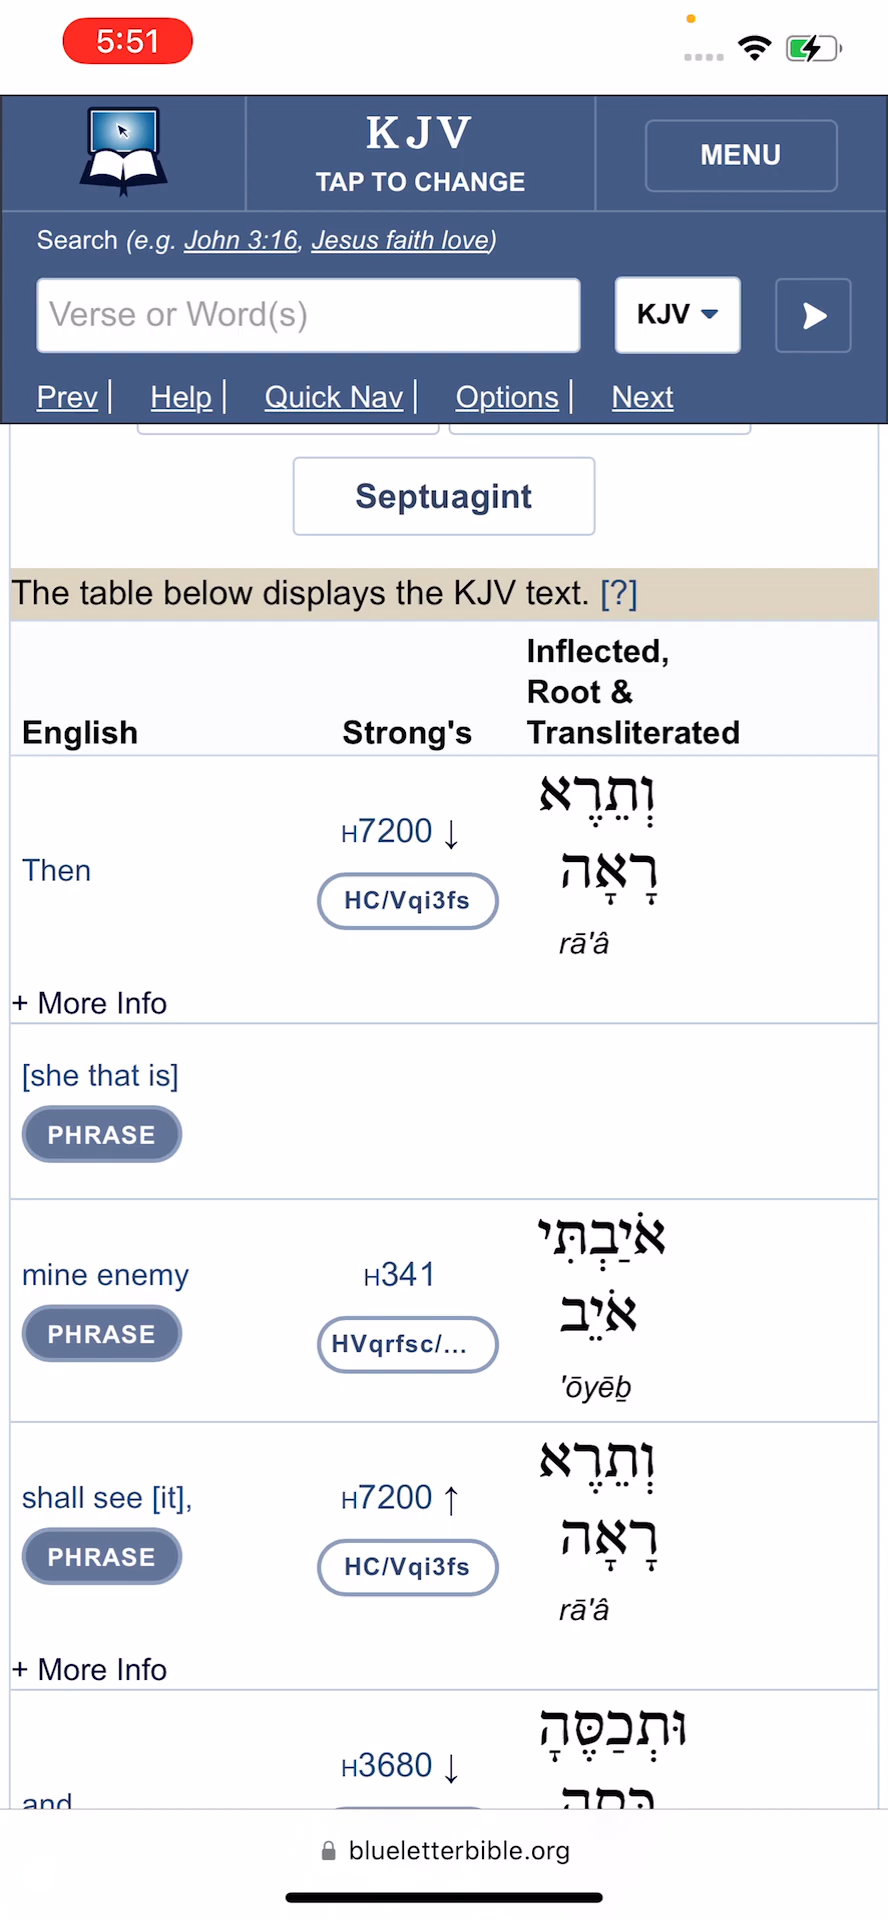 5:51
KJV
TAP TO CHANGE
MENU
Search (e.g. John 3:16, Jesus faith love)
Verse or Word(s)
KJV
Prev | Help | Quick Nav | Options | Next
Septuagint
The table below displays the KJV text. [?]
English Strong's Inflected, Root & Transliterated
Then
H7200 ↓
HC/Vqi3fs
וְתֵרֶא
רָאָה
rā'â
+ More Info
[she that is]
PHRASE
mine enemy
PHRASE
H341
HVqrfsc/...
אֹיַבְתִּי
אֹיֵב
'ōyēḇ
shall see [it],
PHRASE
H7200 ↑
HC/Vqi3fs
וְתֵרֶא
רָאָה
rā'â
+ More Info
and
H3680 ↓
וּתְכַסֶּהָ
blueletterbible.org